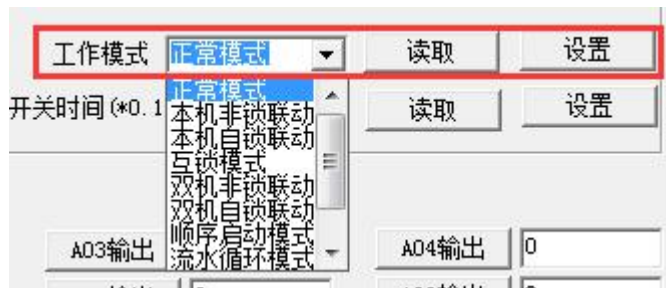 工作模式 正常模式 读取 设置
正常模式
开关时间(*0.1 读取 设置
本机非锁联动
本机自锁联动
互锁模式
双机非锁联动
双机自锁联动
顺序启动模式
A03输出 A04输出 0
流水循环模式